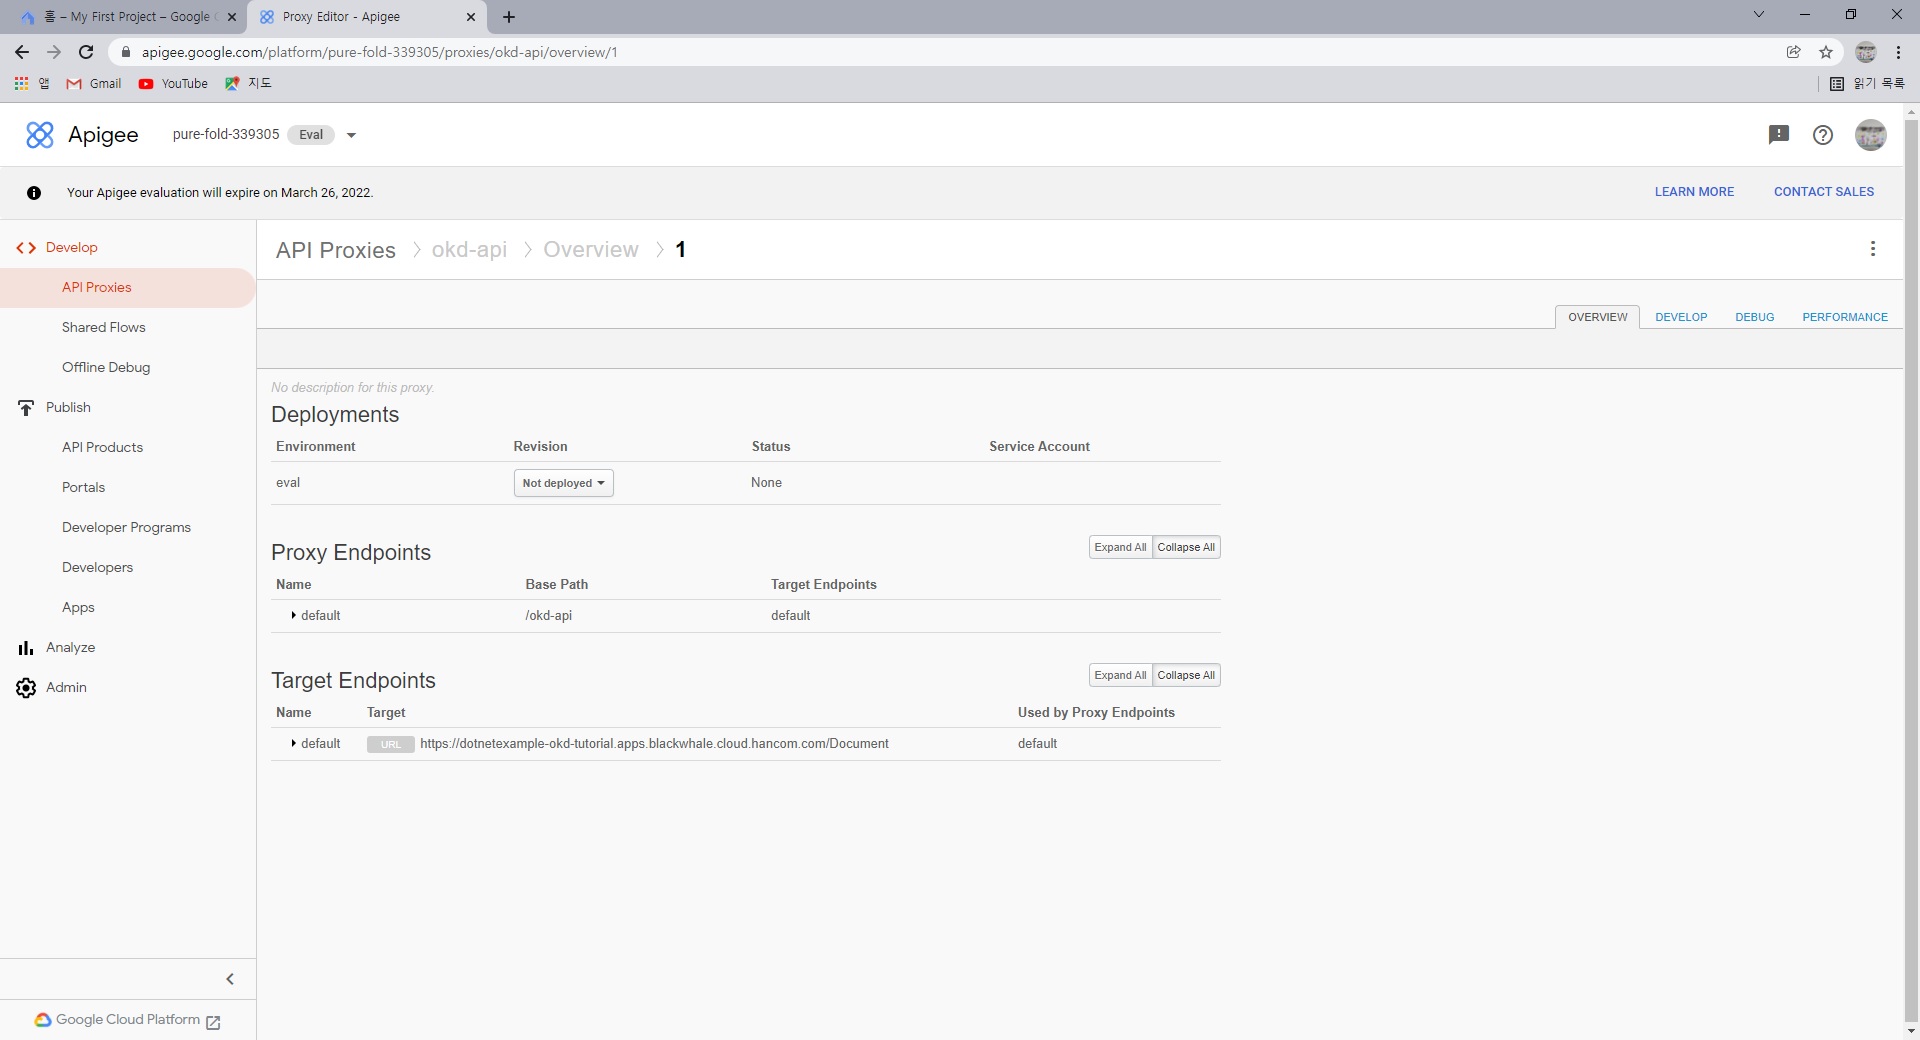 홈 – My First Project – Google
Proxy Editor - Apigee
apigee.google.com/platform/pure-fold-339305/proxies/okd-api/overview/1
앱
Gmail
YouTube
지도
읽기 목록
Apigee
pure-fold-339305
Eval
Your Apigee evaluation will expire on March 26, 2022.
LEARN MORE
CONTACT SALES
Develop
API Proxies
Shared Flows
Offline Debug
Publish
API Products
Portals
Developer Programs
Developers
Apps
Analyze
Admin
Google Cloud Platform
API Proxies
okd-api
Overview
1
OVERVIEW
DEVELOP
DEBUG
PERFORMANCE
No description for this proxy.
Deployments
Environment Revision Status Service Account
eval Not deployed None
Proxy Endpoints
Expand All Collapse All
Name Base Path Target Endpoints
default /okd-api default
Target Endpoints
Expand All Collapse All
Name Target Used by Proxy Endpoints
default URL https://dotnetexample-okd-tutorial.apps.blackwhale.cloud.hancom.com/Document default